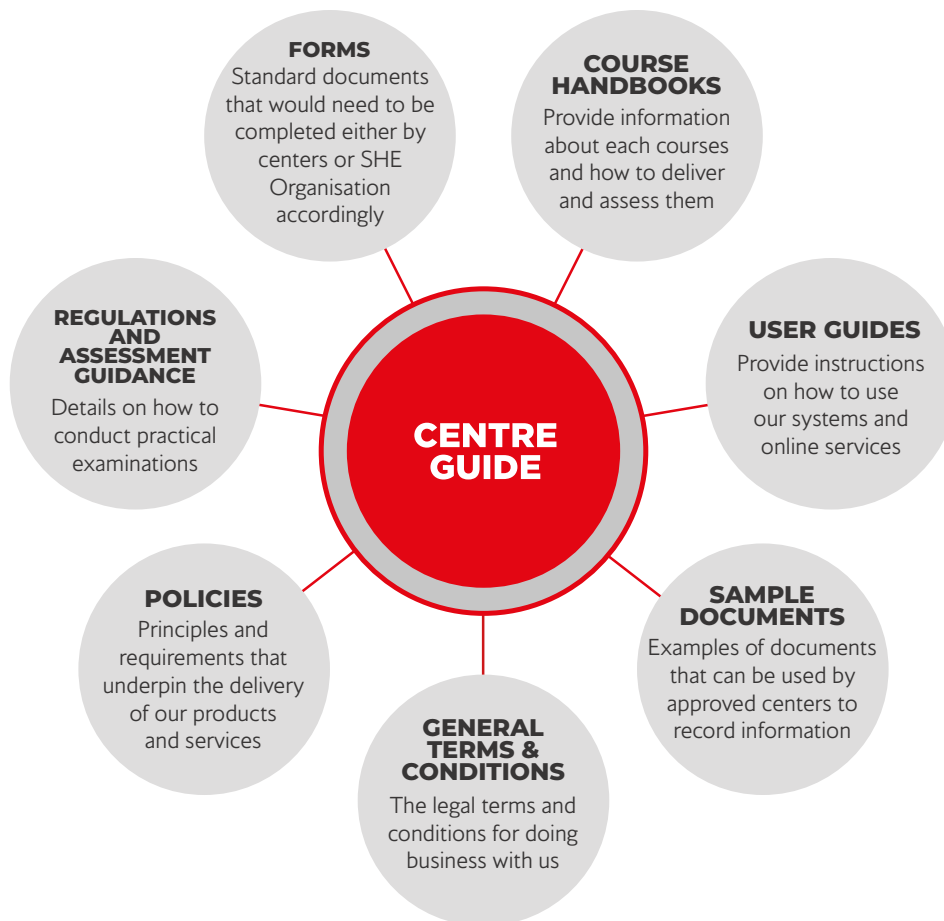 FORMS
Standard documents
that would need to be
completed either by
centers or SHE
Organisation
accordingly
COURSE
HANDBOOKS
Provide information
about each courses
and how to deliver
and assess them
REGULATIONS
AND
ASSESSMENT
GUIDANCE
Details on how to
conduct practical
examinations
CENTRE
GUIDE
USER GUIDES
Provide instructions
on how to use
our systems and
online services
POLICIES
Principles and
requirements that
underpin the delivery
of our products
and services
GENERAL
TERMS &
CONDITIONS
The legal terms and
conditions for doing
business with us
SAMPLE
DOCUMENTS
Examples of documents
that can be used by
approved centers to
record information